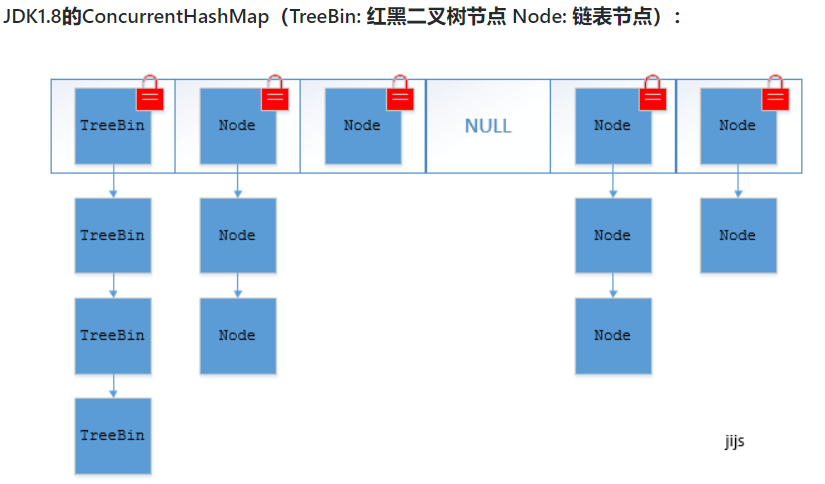 JDK1.8的ConcurrentHashMap（TreeBin: 红黑二叉树节点 Node: 链表节点）：
TreeBin Node Node NULL Node Node
TreeBin Node Node Node
TreeBin Node Node
TreeBin
jijs